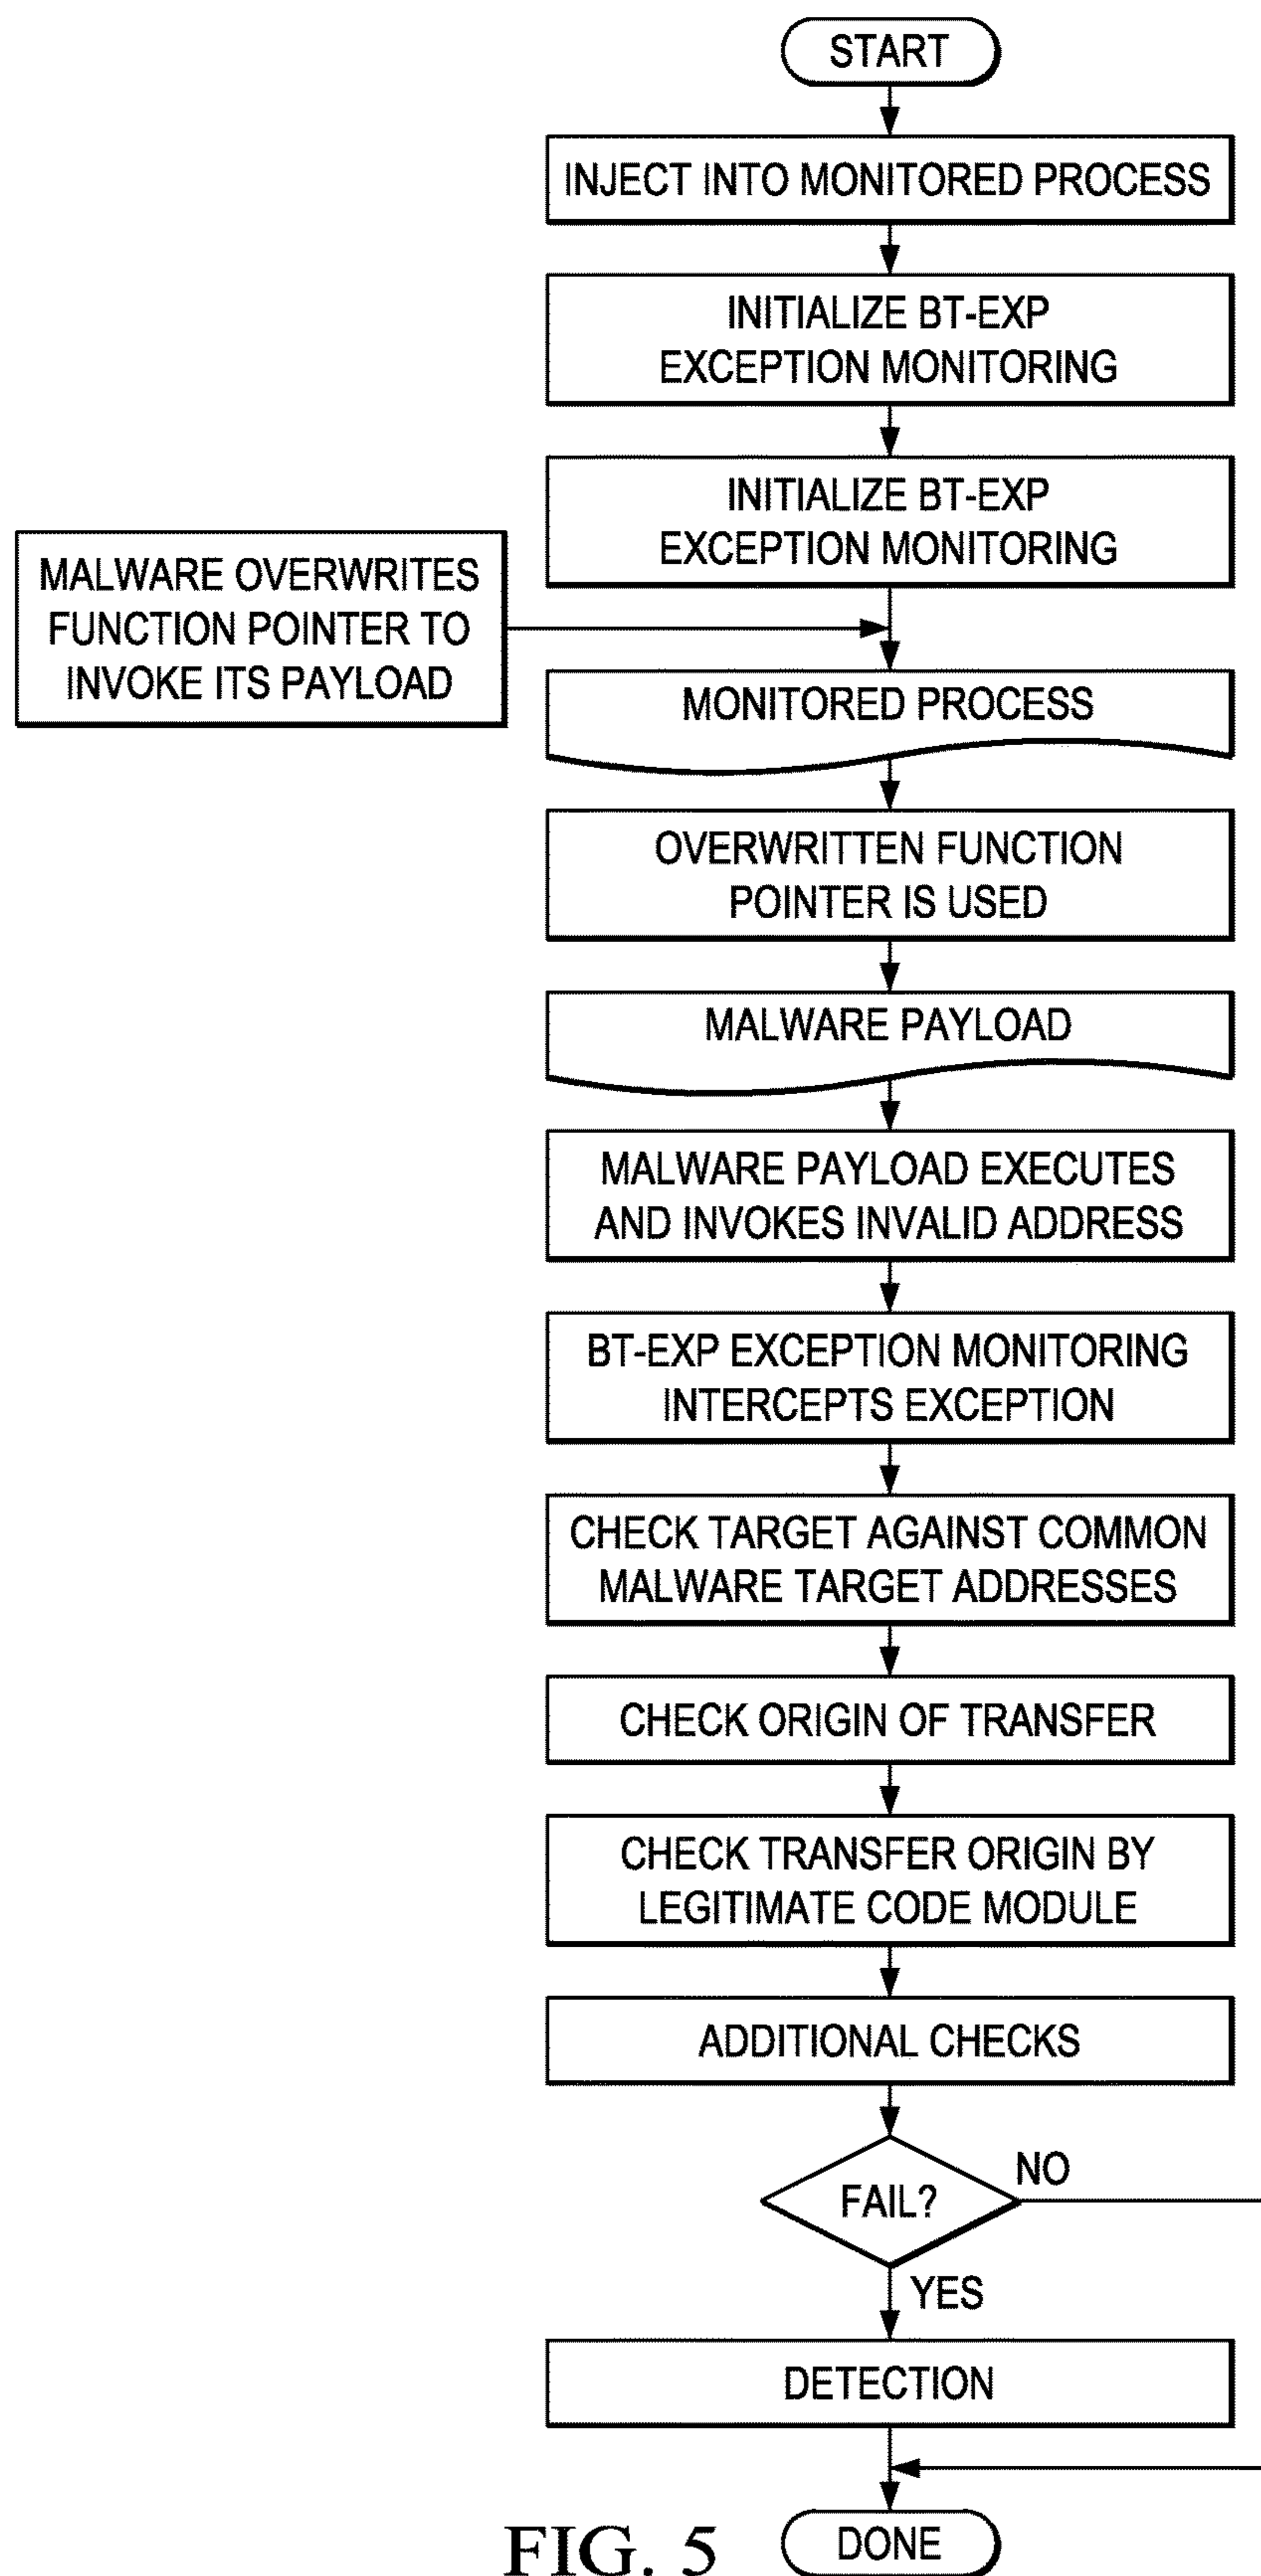 START
INJECT INTO MONITORED PROCESS
INITIALIZE BT-EXP
EXCEPTION MONITORING
INITIALIZE BT-EXP
EXCEPTION MONITORING
MALWARE OVERWRITES
FUNCTION POINTER TO
INVOKE ITS PAYLOAD
MONITORED PROCESS
OVERWRITTEN FUNCTION
POINTER IS USED
MALWARE PAYLOAD
MALWARE PAYLOAD EXECUTES
AND INVOKES INVALID ADDRESS
BT-EXP EXCEPTION MONITORING
INTERCEPTS EXCEPTION
CHECK TARGET AGAINST COMMON
MALWARE TARGET ADDRESSES
CHECK ORIGIN OF TRANSFER
CHECK TRANSFER ORIGIN BY
LEGITIMATE CODE MODULE
ADDITIONAL CHECKS
FAIL?
NO
YES
DETECTION
DONE
FIG. 5